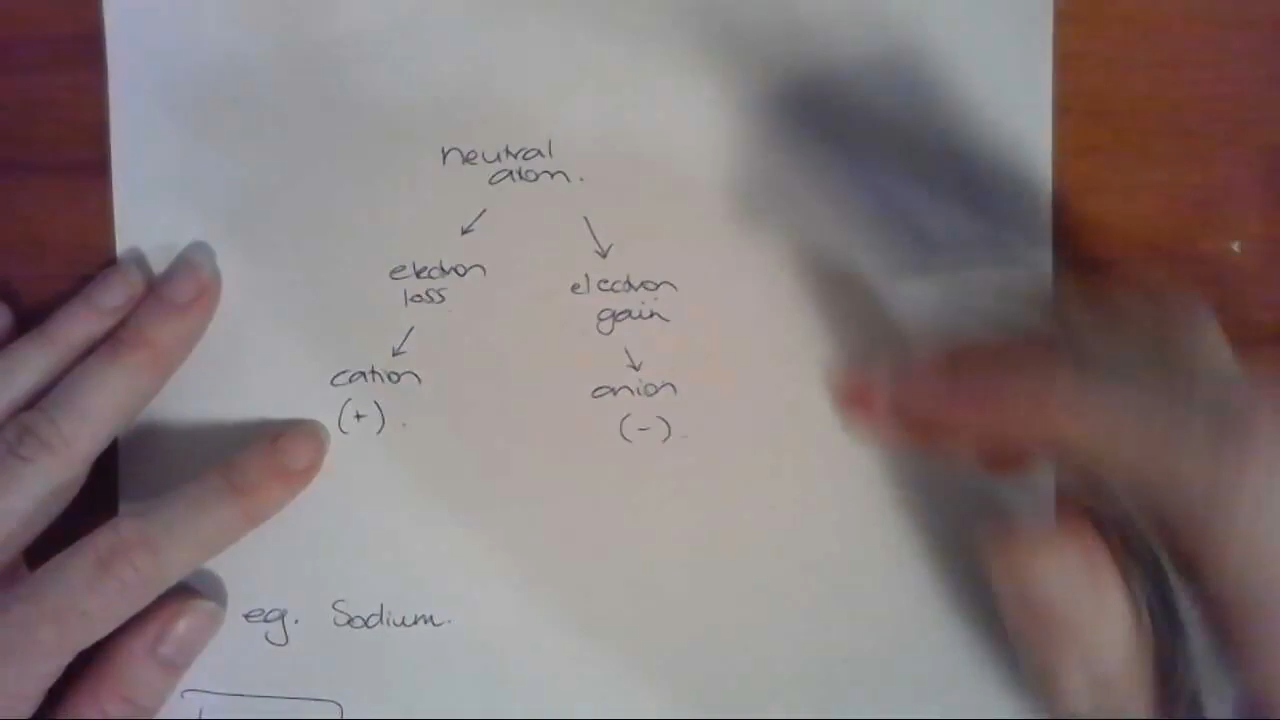 neutral
atom.
electron
loss
electron
gain
cation
anion
(+).
(-).
eg. Sodium.